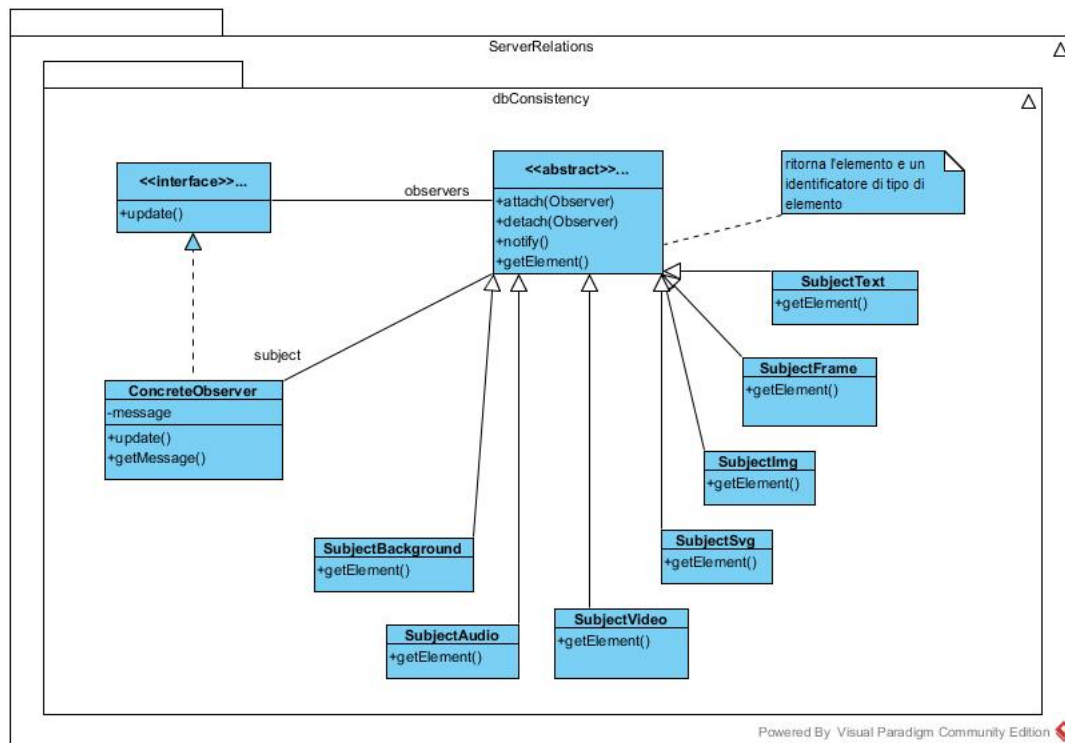 ServerRelations
dbConsistency
<<interface>>...
+update()
observers
<<abstract>>...
+attach(Observer)
+detach(Observer)
+notify()
+getElement()
ritorna l'elemento e un
identificatore di tipo di
elemento
SubjectText
+getElement()
SubjectFrame
+getElement()
subject
ConcreteObserver
-message
+update()
+getMessage()
SubjectImg
+getElement()
SubjectSvg
+getElement()
SubjectBackground
+getElement()
SubjectVideo
+getElement()
SubjectAudio
+getElement()
Powered By Visual Paradigm Community Edition